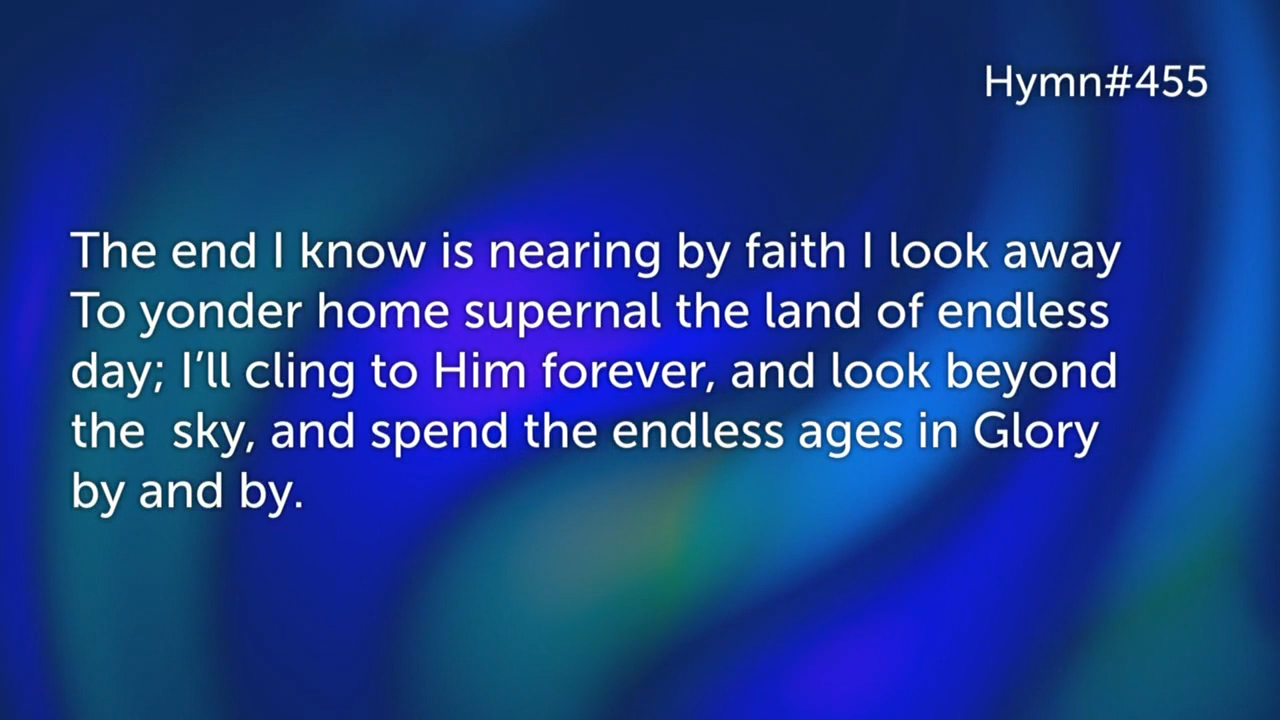 Hymn#455
The end I know is nearing by faith I look away
To yonder home supernal the land of endless
day; I’ll cling to Him forever, and look beyond
the  sky, and spend the endless ages in Glory
by and by.